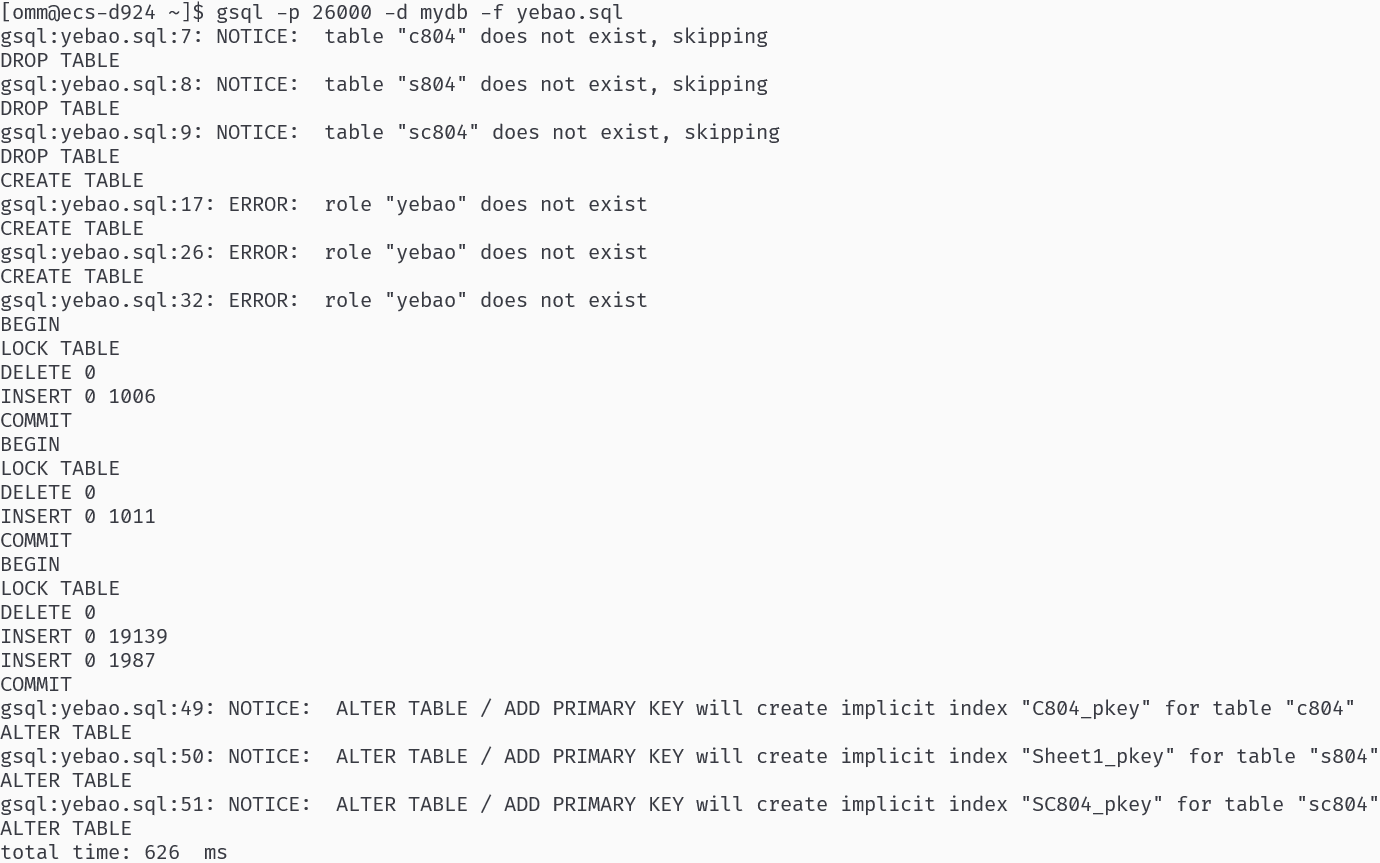 [omm@ecs-d924 ~]$ gsql -p 26000 -d mydb -f yebao.sql
gsql:yebao.sql:7: NOTICE:  table "c804" does not exist, skipping
DROP TABLE
gsql:yebao.sql:8: NOTICE:  table "s804" does not exist, skipping
DROP TABLE
gsql:yebao.sql:9: NOTICE:  table "sc804" does not exist, skipping
DROP TABLE
CREATE TABLE
gsql:yebao.sql:17: ERROR:  role "yebao" does not exist
CREATE TABLE
gsql:yebao.sql:26: ERROR:  role "yebao" does not exist
CREATE TABLE
gsql:yebao.sql:32: ERROR:  role "yebao" does not exist
BEGIN
LOCK TABLE
DELETE 0
INSERT 0 1006
COMMIT
BEGIN
LOCK TABLE
DELETE 0
INSERT 0 1011
COMMIT
BEGIN
LOCK TABLE
DELETE 0
INSERT 0 19139
INSERT 0 1987
COMMIT
gsql:yebao.sql:49: NOTICE:  ALTER TABLE / ADD PRIMARY KEY will create implicit index "C804_pkey" for table "c804"
ALTER TABLE
gsql:yebao.sql:50: NOTICE:  ALTER TABLE / ADD PRIMARY KEY will create implicit index "Sheet1_pkey" for table "s804"
ALTER TABLE
gsql:yebao.sql:51: NOTICE:  ALTER TABLE / ADD PRIMARY KEY will create implicit index "SC804_pkey" for table "sc804"
ALTER TABLE
total time: 626  ms